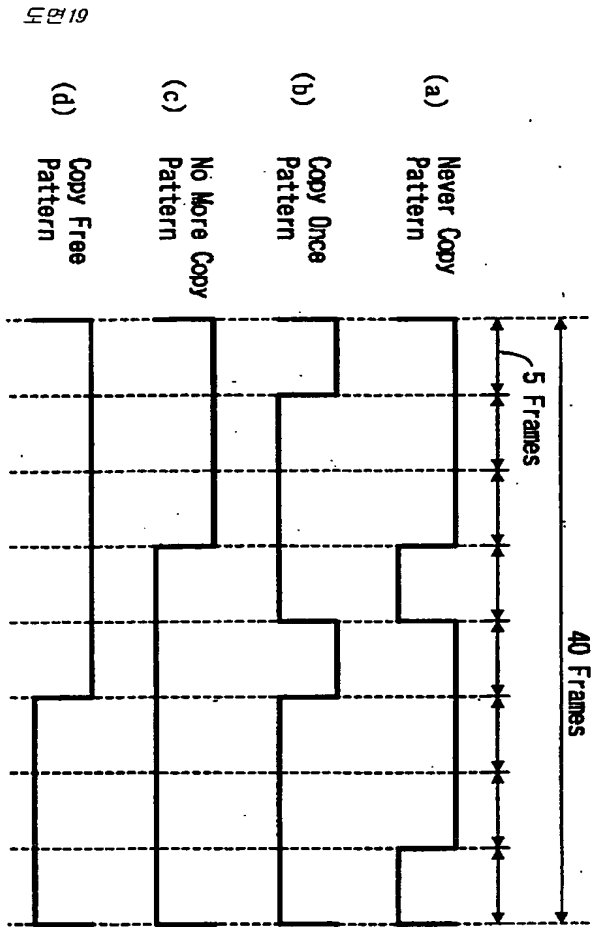 도면19
40 Frames
5 Frames
(a) Never Copy
Pattern
(b) Copy Once
Pattern
(c) No More Copy
Pattern
(d) Copy Free
Pattern